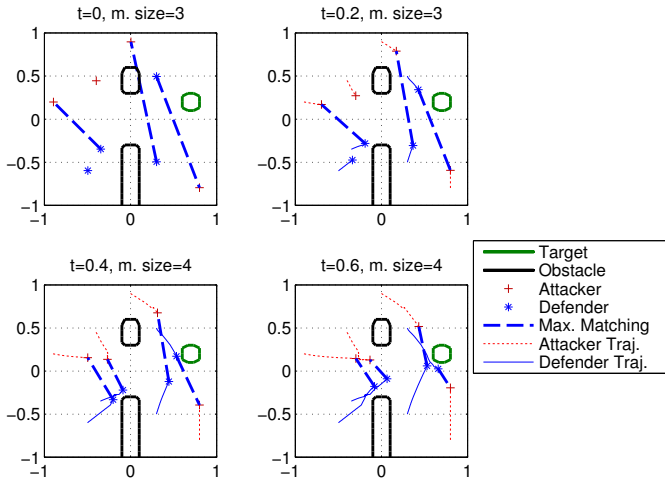 t=0, m. size=3
1
0.5
0
−0.5
−1
−1
0
1
t=0.2, m. size=3
1
0.5
0
−0.5
−1
−1
0
1
t=0.4, m. size=4
1
0.5
0
−0.5
−1
−1
0
1
t=0.6, m. size=4
1
0.5
0
−0.5
−1
−1
0
1
Target
Obstacle
Attacker
Defender
Max. Matching
Attacker Traj.
Defender Traj.